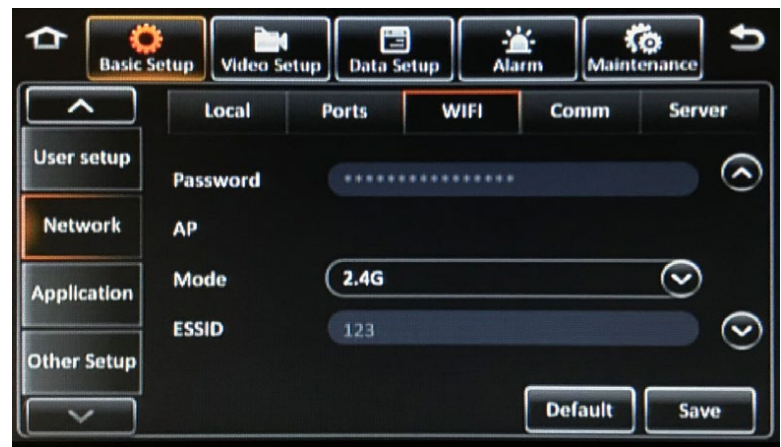 Basic Setup Video Setup Data Setup Alarm Maintenance
Local Ports WIFI Comm Server
User setup
Password ****************
Network
AP
Mode 2.4G
Application
ESSID 123
Other Setup
Default Save